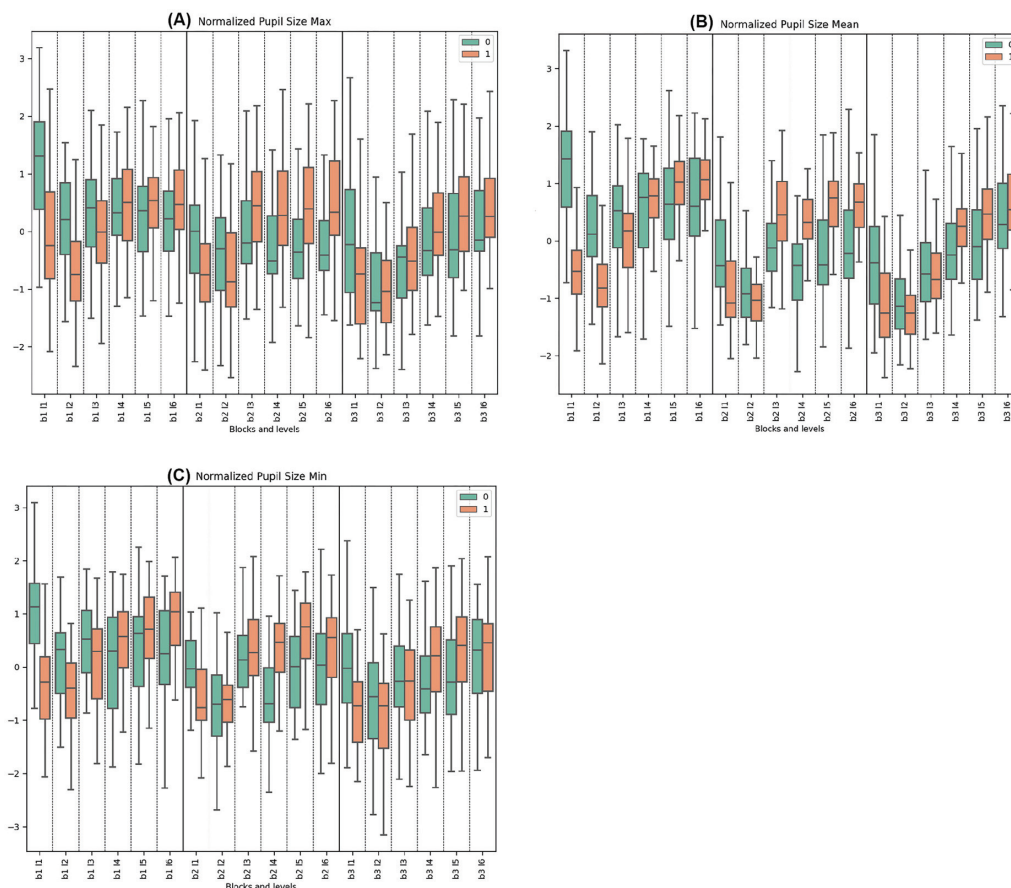 (A) Normalized Pupil Size Max
3
2
1
0
−1
−2
0
1
b1 l1
b1 l2
b1 l3
b1 l4
b1 l5
b1 l6
b2 l1
b2 l2
b2 l3
b2 l4
b2 l5
b2 l6
b3 l1
b3 l2
b3 l3
b3 l4
b3 l5
b3 l6
Blocks and levels
(B) Normalized Pupil Size Mean
3
2
1
0
−1
−2
0
1
b1 l1
b1 l2
b1 l3
b1 l4
b1 l5
b1 l6
b2 l1
b2 l2
b2 l3
b2 l4
b2 l5
b2 l6
b3 l1
b3 l2
b3 l3
b3 l4
b3 l5
b3 l6
Blocks and levels
(C) Normalized Pupil Size Min
3
2
1
0
−1
−2
−3
0
1
b1 l1
b1 l2
b1 l3
b1 l4
b1 l5
b1 l6
b2 l1
b2 l2
b2 l3
b2 l4
b2 l5
b2 l6
b3 l1
b3 l2
b3 l3
b3 l4
b3 l5
b3 l6
Blocks and levels